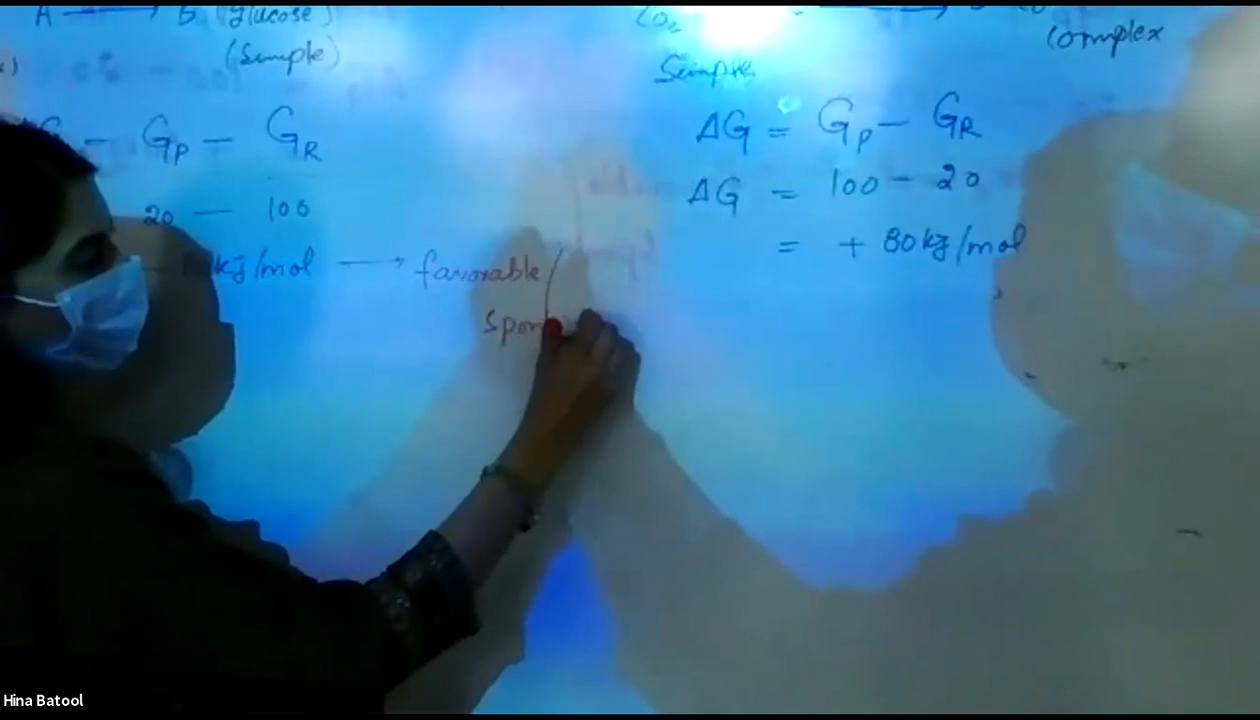 A → B (glucose)
(Simple)
G_P − G_R
20 − 100
kJ/mol → favorable /
Spon
CO₂
Simple
Complex
ΔG = G_P − G_R
ΔG = 100 − 20
= + 80 kJ/mol
Hina Batool